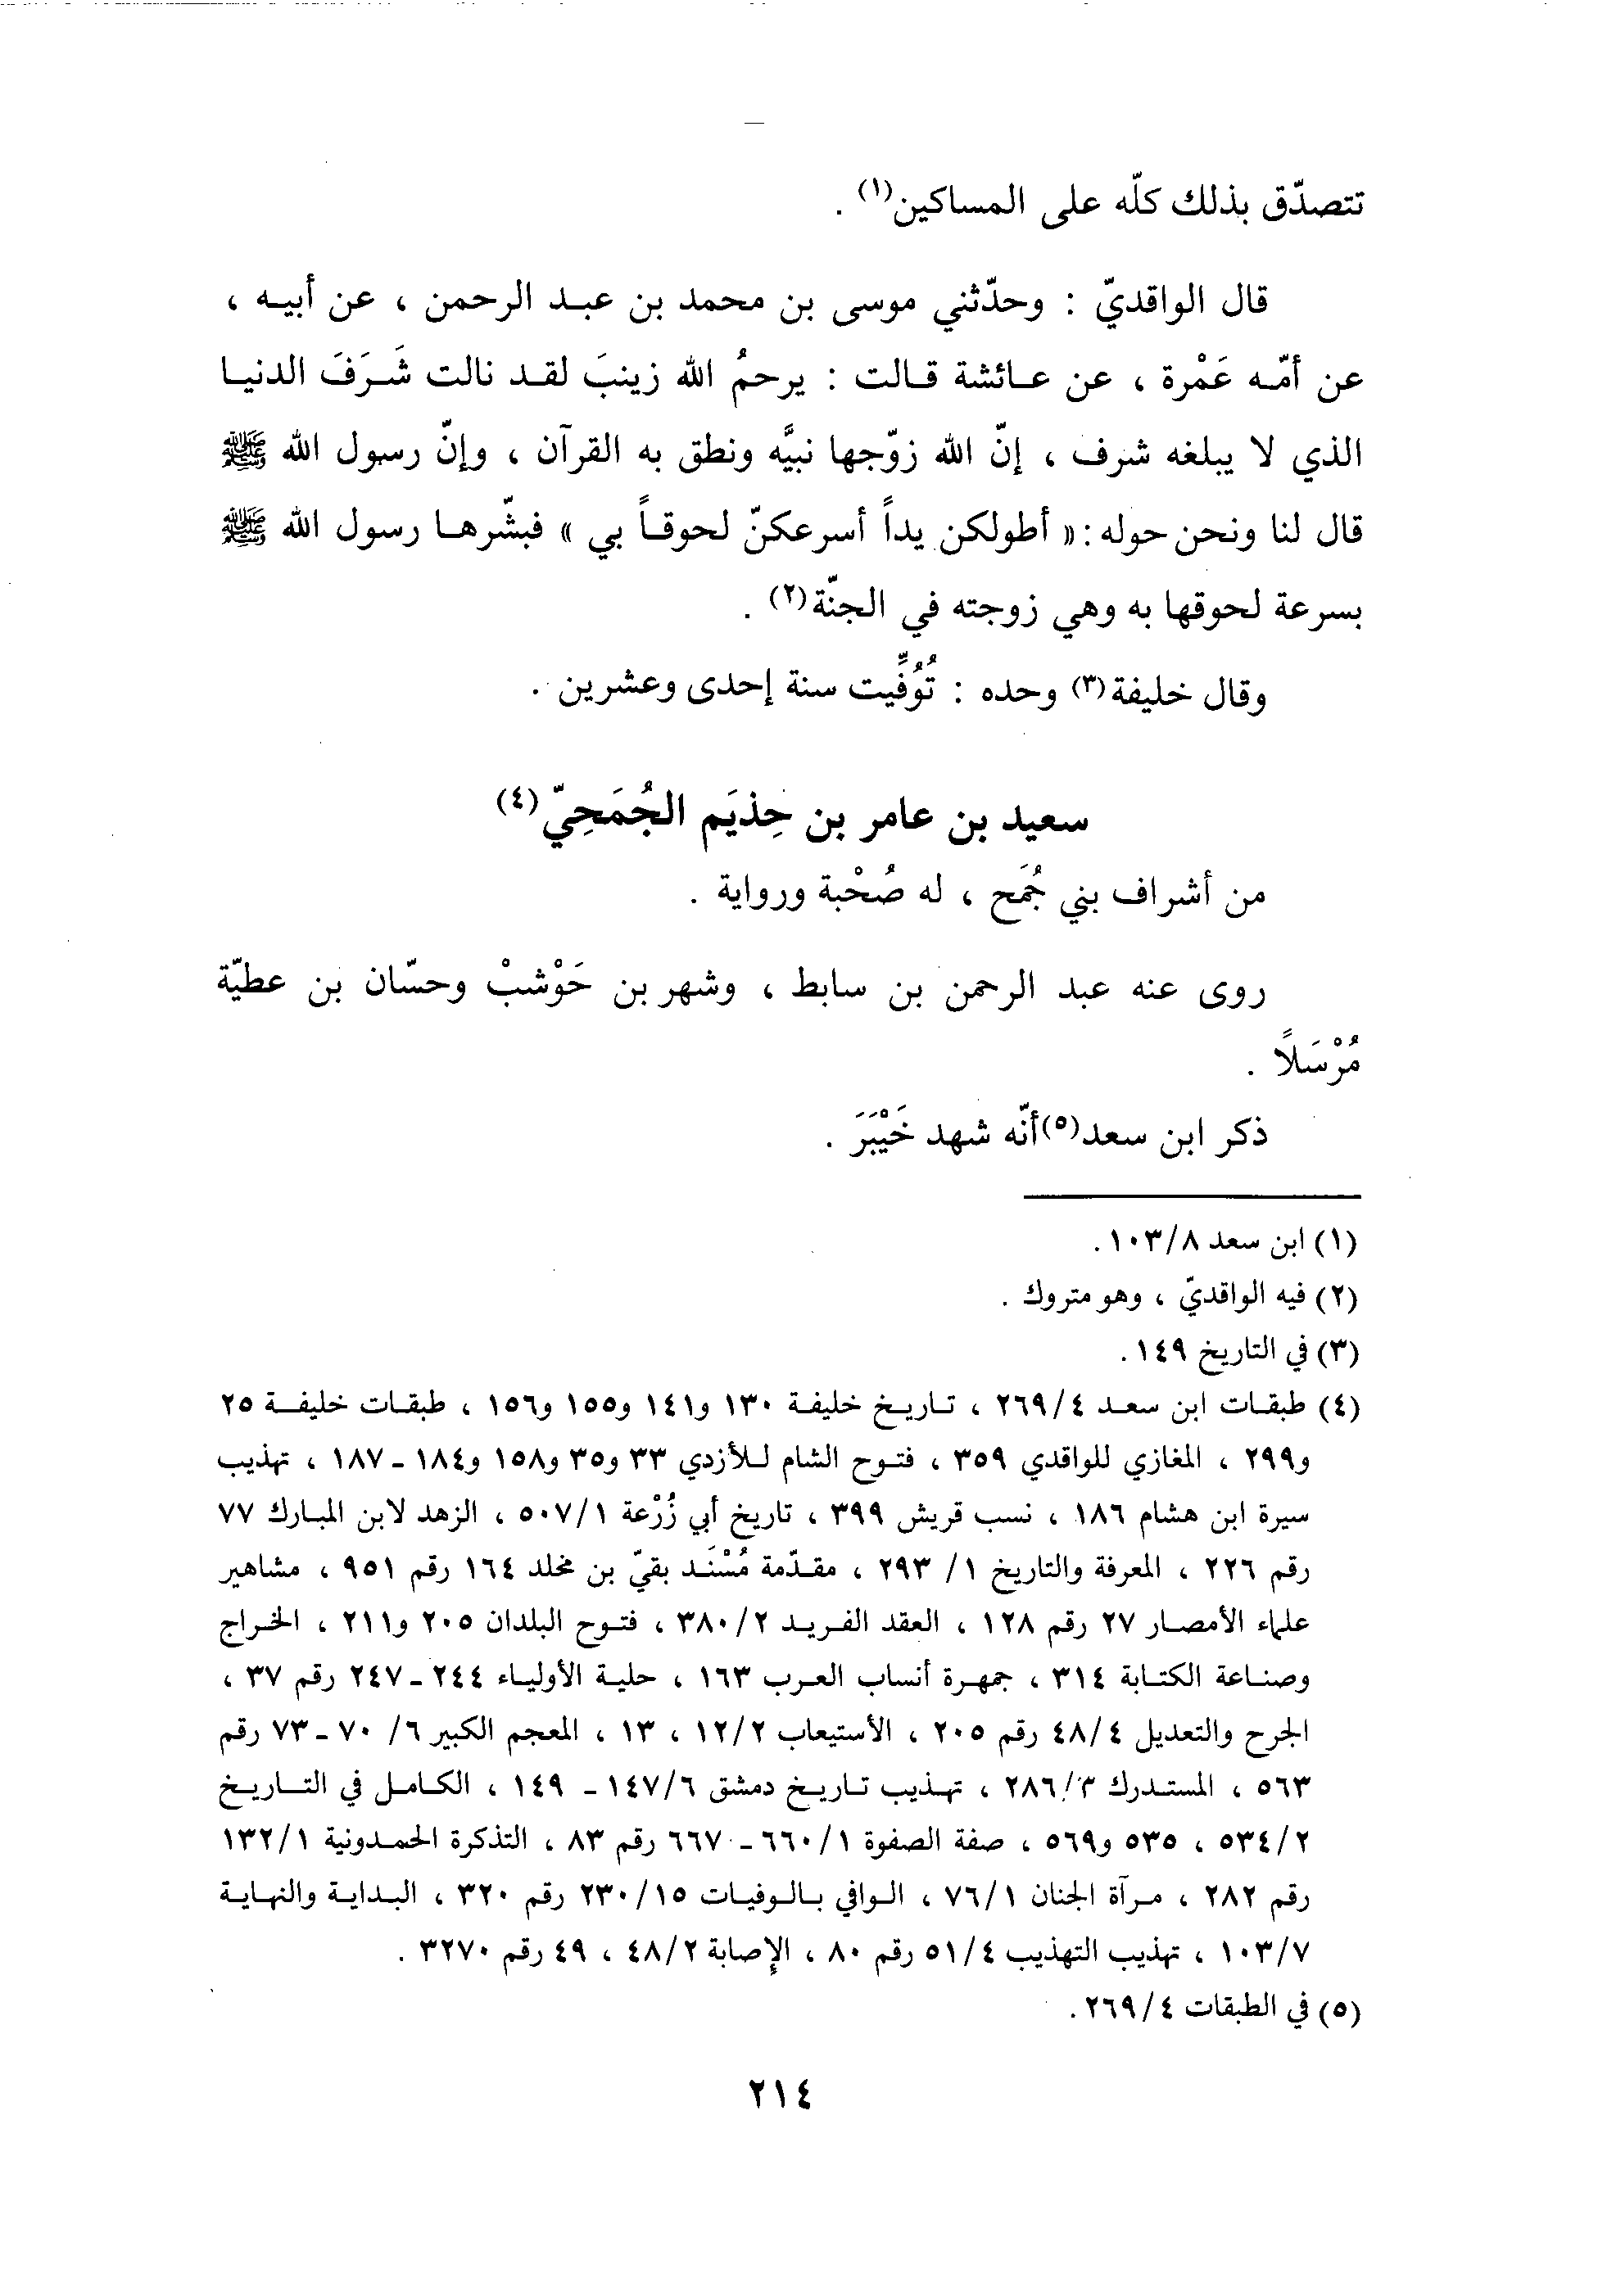 تتصدّق بذلك كلّه على المساكين(١) .
قال الواقديّ : وحدّثني موسى بن محمد بن عبد الرحمن ، عن أبيه ،
عن أمّه عَمْرة ، عن عائشة قالت : يرحمُ الله زينبَ لقد نالت شَرَفَ الدنيا
الذي لا يبلغه شرف ، إنّ الله زوّجها نبيَّه ونطق به القرآن ، وإنّ رسول الله ﷺ
قال لنا ونحن حوله : « أطولكن يداً أسرعكنّ لحوقاً بي » فبشّرها رسول الله ﷺ
بسرعة لحوقها به وهي زوجته في الجنّة(٢) .
وقال خليفة(٣) وحده : تُوُفِّيت سنة إحدى وعشرين .
سعيد بن عامر بن حِذيَم الجُمَحِيّ(٤)
من أشراف بني جُمَح ، له صُحْبة ورواية .
روى عنه عبد الرحمن بن سابط ، وشهر بن حَوْشبْ وحسّان بن عطيّة
مُرْسَلاً .
ذكر ابن سعد(٥) أنّه شهد خَيْبَرَ .
(١) ابن سعد ١٠٣/٨ .
(٢) فيه الواقديّ ، وهو متروك .
(٣) في التاريخ ١٤٩ .
(٤) طبقات ابن سعد ٢٦٩/٤ ، تاريخ خليفة ١٣٠ و١٤١ و١٥٥ و١٥٦ ، طبقات خليفة ٢٥
و٢٩٩ ، المغازي للواقدي ٣٥٩ ، فتوح الشام للأزدي ٣٣ و٣٥ و١٥٨ و١٨٤ - ١٨٧ ، تهذيب
سيرة ابن هشام ١٨٦ ، نسب قريش ٣٩٩ ، تاريخ أبي زُرْعة ٥٠٧/١ ، الزهد لابن المبارك ٧٧
رقم ٢٢٦ ، المعرفة والتاريخ ١/ ٢٩٣ ، مقدّمة مُسْنَد بقيّ بن مخلد ١٦٤ رقم ٩٥١ ، مشاهير
علماء الأمصار ٢٧ رقم ١٢٨ ، العقد الفريد ٣٨٠/٢ ، فتوح البلدان ٢٠٥ و٢١١ ، الخراج
وصناعة الكتابة ٣١٤ ، جمهرة أنساب العرب ١٦٣ ، حلية الأولياء ٢٤٤ - ٢٤٧ رقم ٣٧ ،
الجرح والتعديل ٤٨/٤ رقم ٢٠٥ ، الأستيعاب ١٢/٢ ، ١٣ ، المعجم الكبير ٦/ ٧٠ - ٧٣ رقم
٥٦٣ ، المستدرك ٢٨٦/٣ ، تهذيب تاريخ دمشق ١٤٧/٦ - ١٤٩ ، الكامل في التاريخ
٥٣٤/٢ ، ٥٣٥ و٥٦٩ ، صفة الصفوة ٦٦٠/١ - ٦٦٧ رقم ٨٣ ، التذكرة الحمدونية ١٣٢/١
رقم ٢٨٢ ، مرآة الجنان ٧٦/١ ، الوافي بالوفيات ٢٣٠/١٥ رقم ٣٢٠ ، البداية والنهاية
١٠٣/٧ ، تهذيب التهذيب ٥١/٤ رقم ٨٠ ، الإصابة ٤٨/٢ ، ٤٩ رقم ٣٢٧٠ .
(٥) في الطبقات ٢٦٩/٤ .
٢١٤